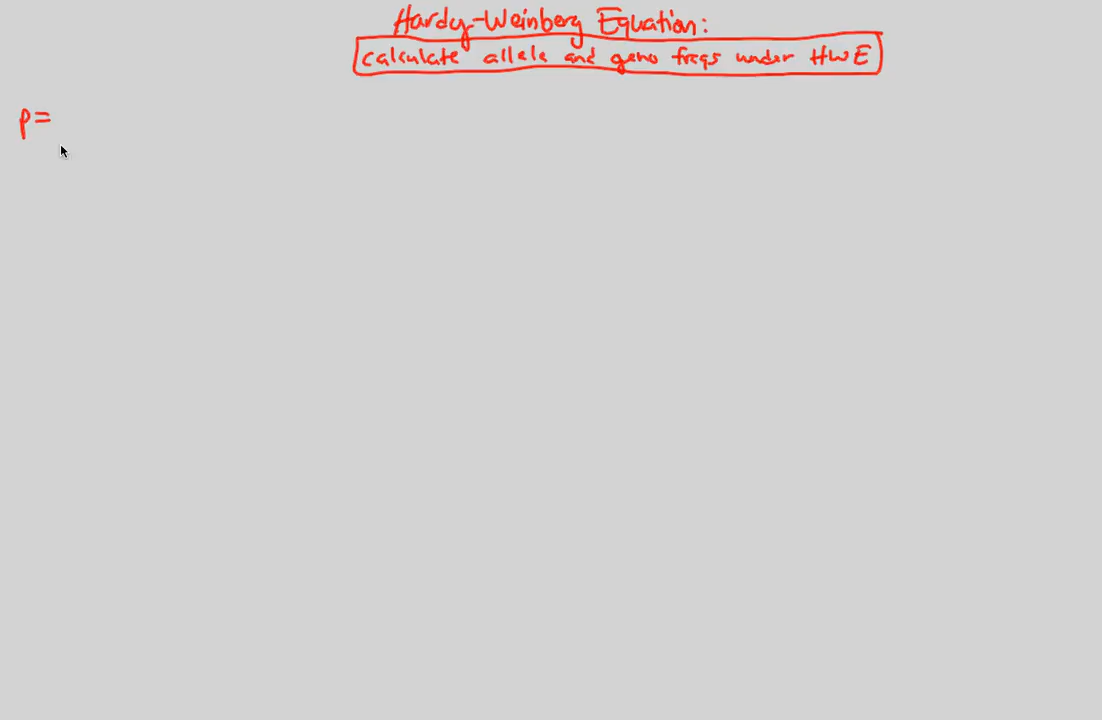 Hardy-Weinberg Equation:
calculate allele and geno freqs under HWE
p=